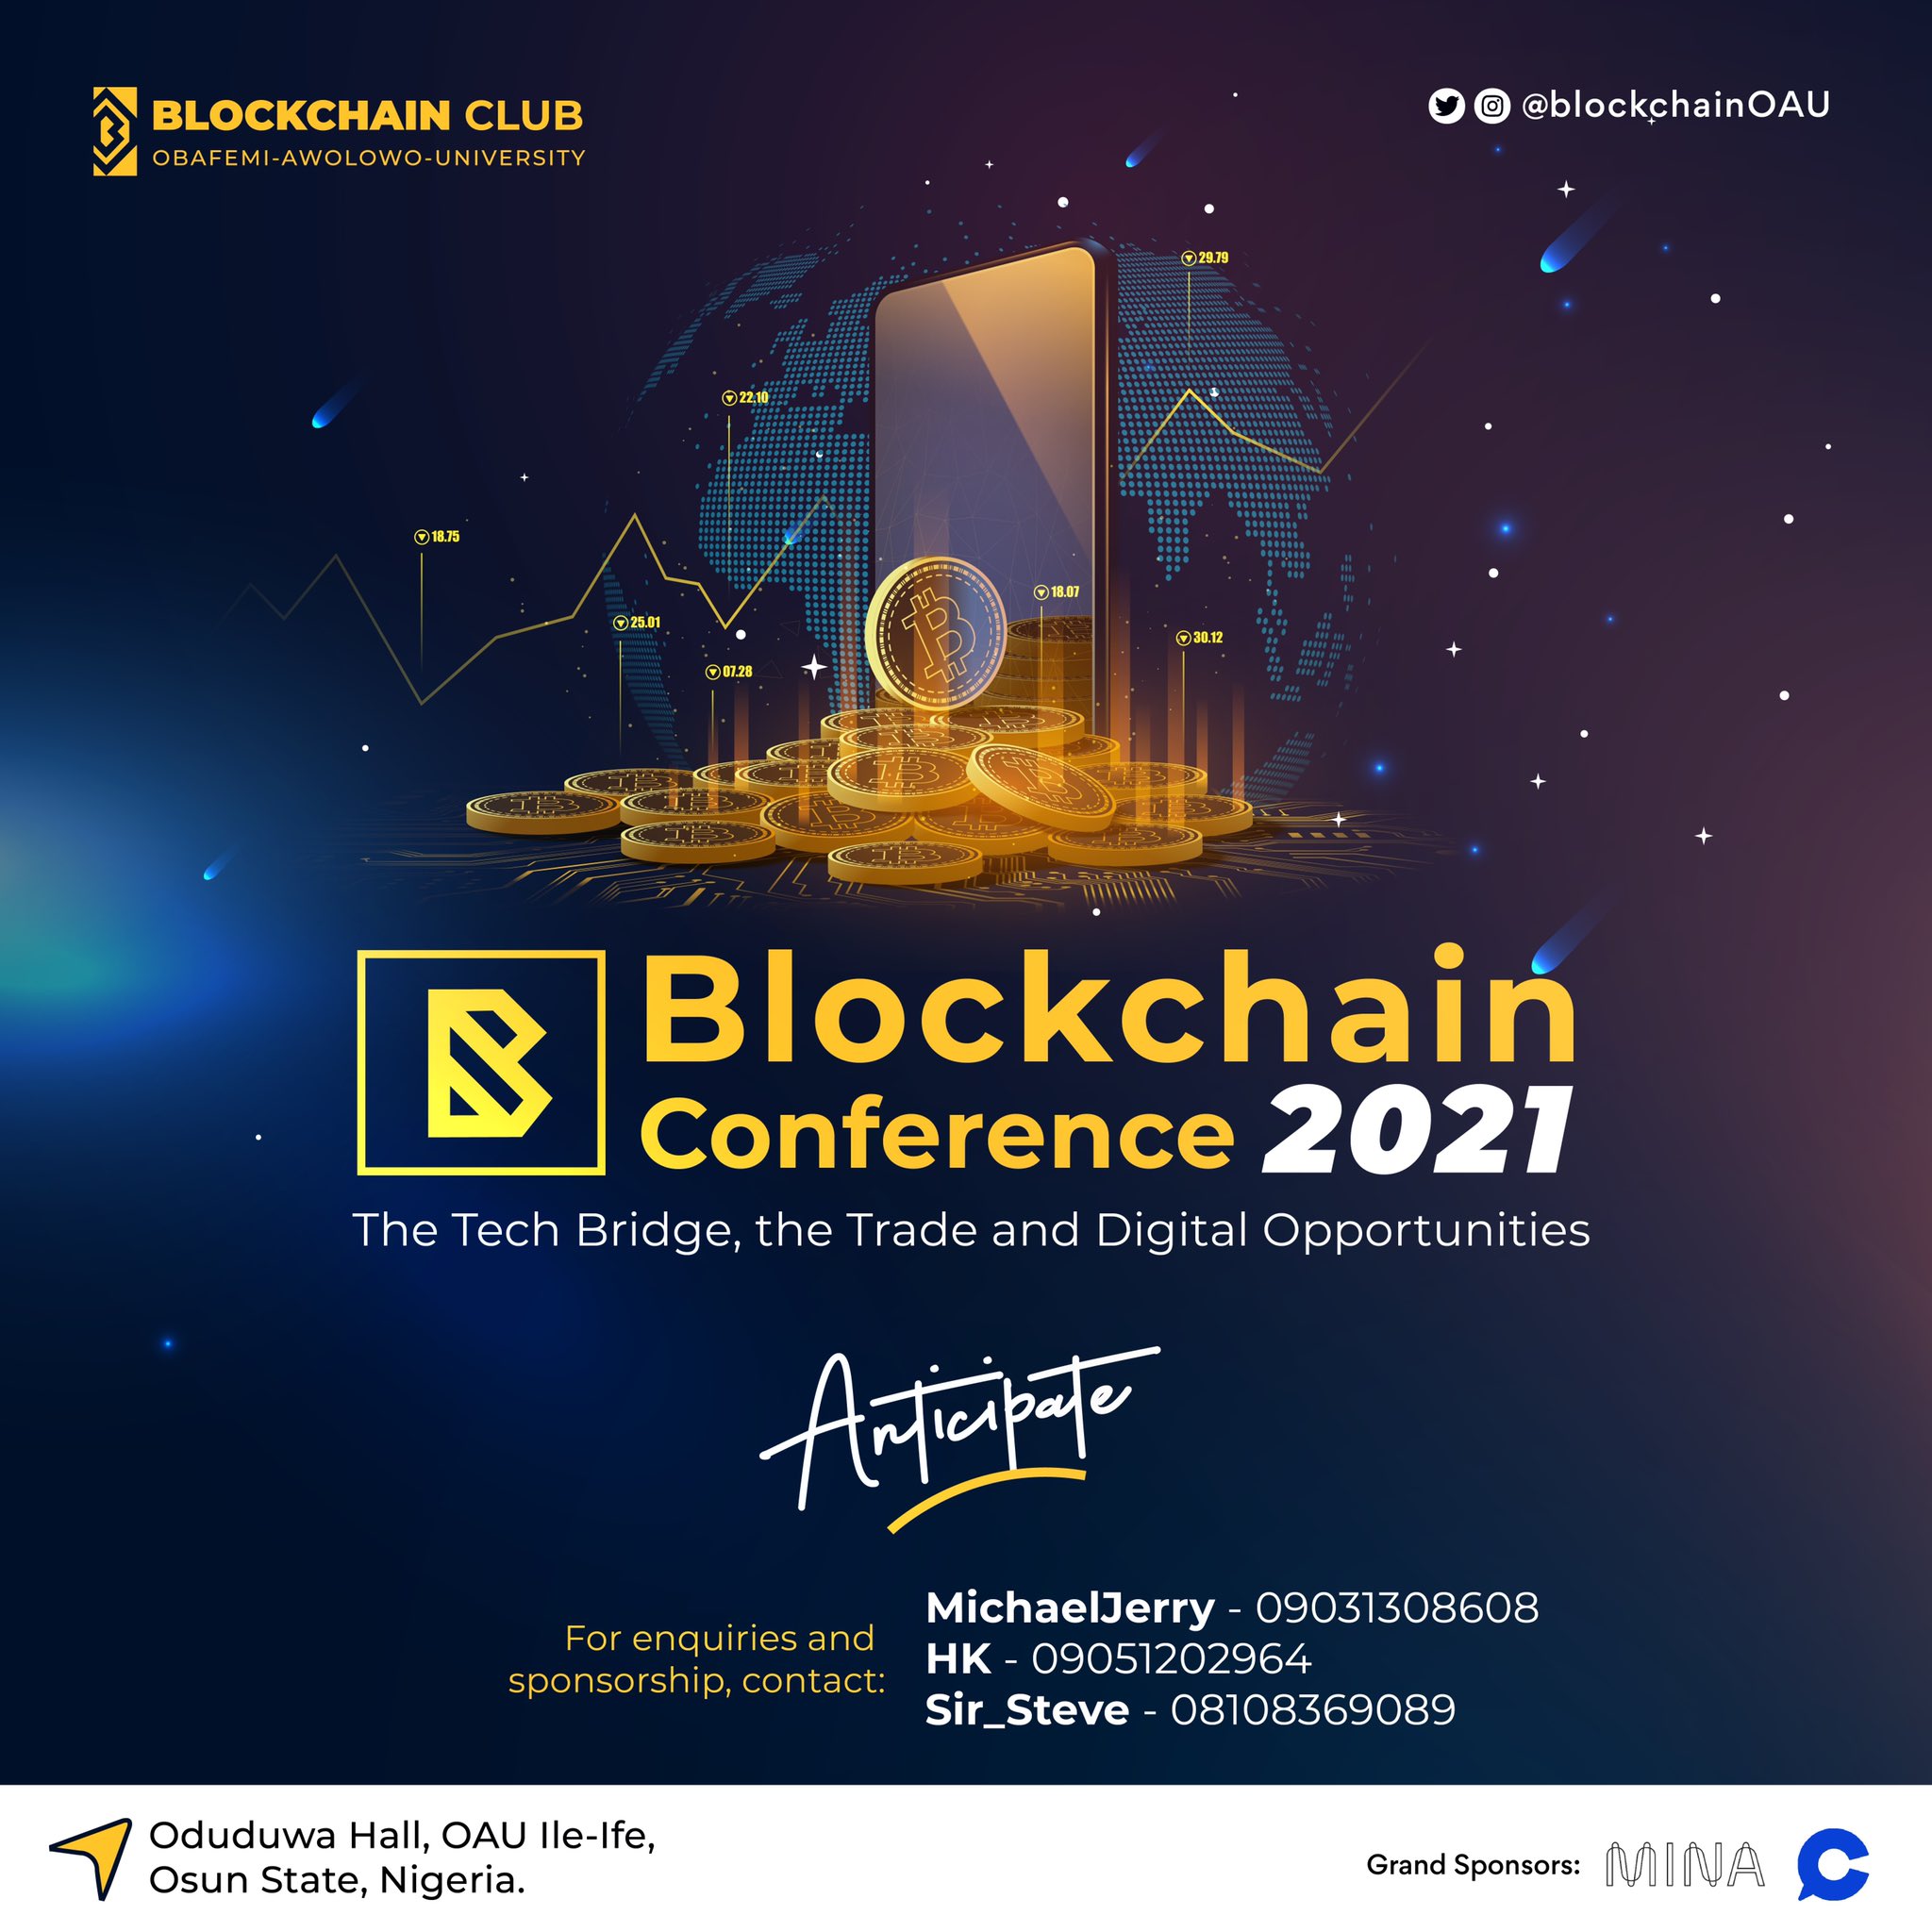 BLOCKCHAIN CLUB
OBAFEMI-AWOLOWO-UNIVERSITY
@blockchainOAU
29.79
22.10
18.75
18.07
25.01
30.12
07.28
Blockchain
Conference 2021
The Tech Bridge, the Trade and Digital Opportunities
Anticipate
For enquiries and
sponsorship, contact:
MichaelJerry - 09031308608
HK - 09051202964
Sir_Steve - 08108369089
Oduduwa Hall, OAU Ile-Ife,
Osun State, Nigeria.
Grand Sponsors: MINA